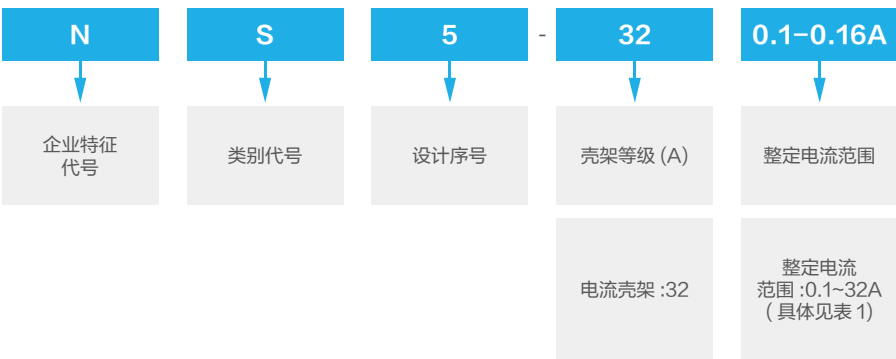 N S 5 - 32 0.1-0.16A
企业特征
代号
类别代号
设计序号
壳架等级 (A)
整定电流范围
电流壳架 :32
整定电流
范围 :0.1~32A
( 具体见表 1)